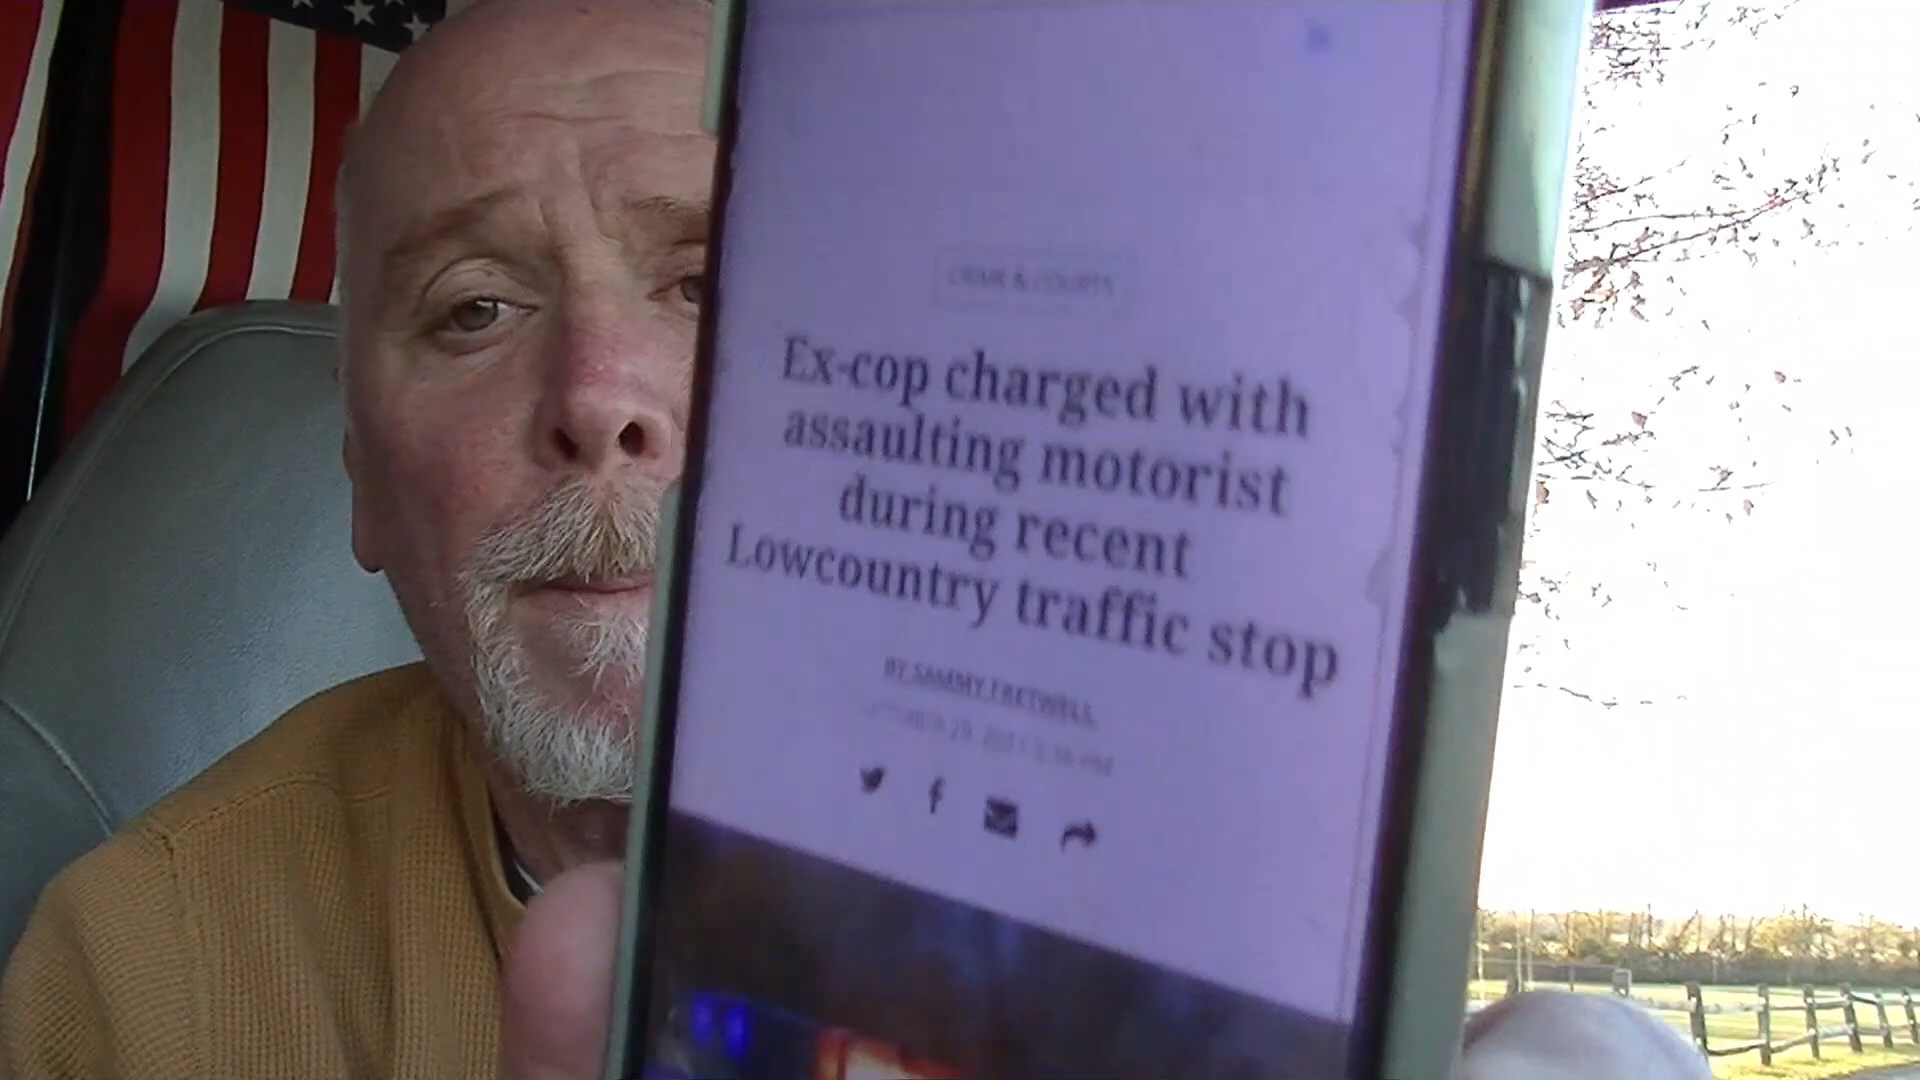 CRIME & COURTS
Ex-cop charged with
assaulting motorist
during recent
Lowcountry traffic stop
BY SAMMY FRETWELL